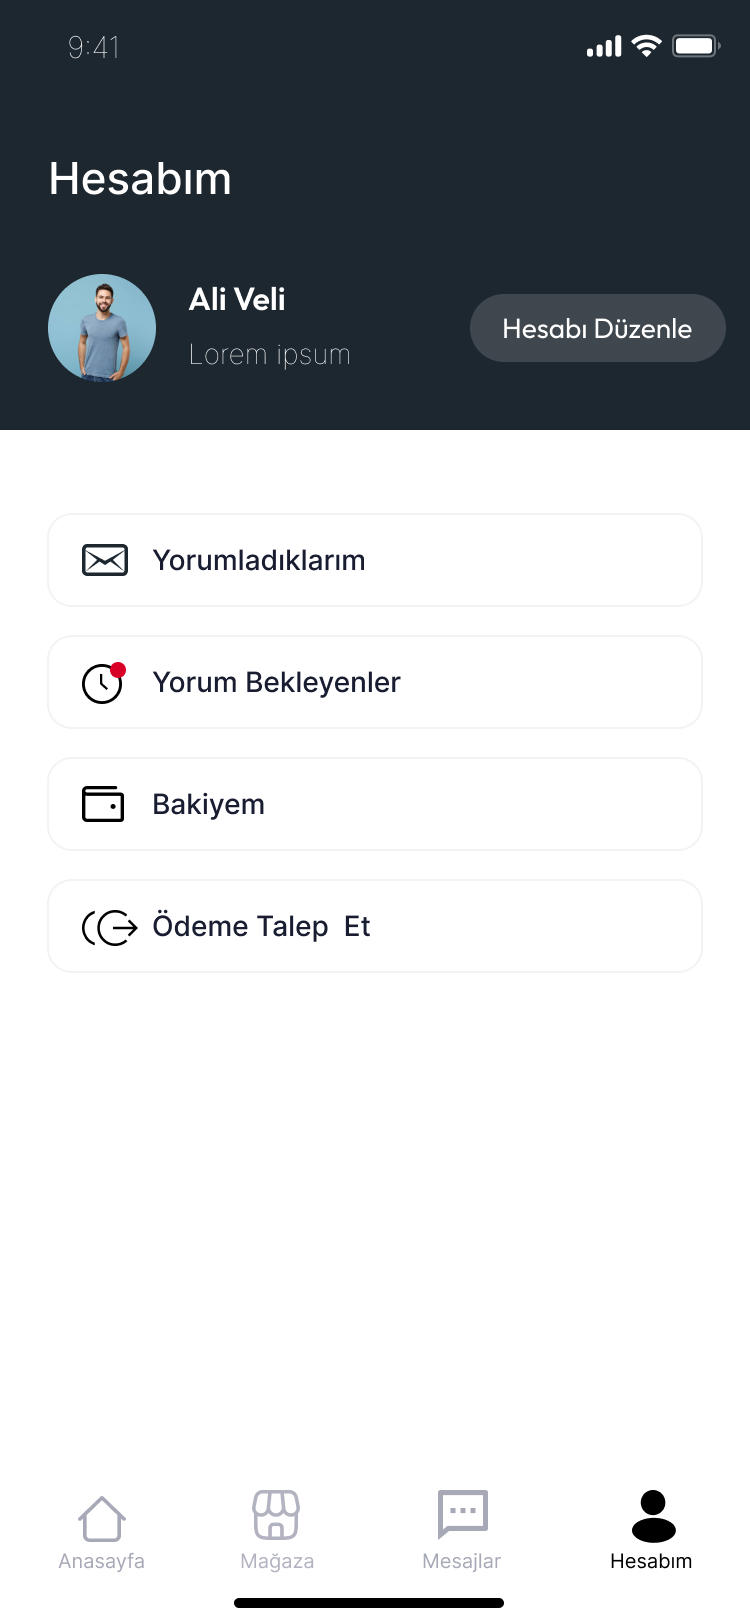 9:41
Hesabım
Ali Veli
Lorem ipsum
Hesabı Düzenle
Yorumladıklarım
Yorum Bekleyenler
Bakiyem
Ödeme Talep  Et
Anasayfa
Mağaza
Mesajlar
Hesabım